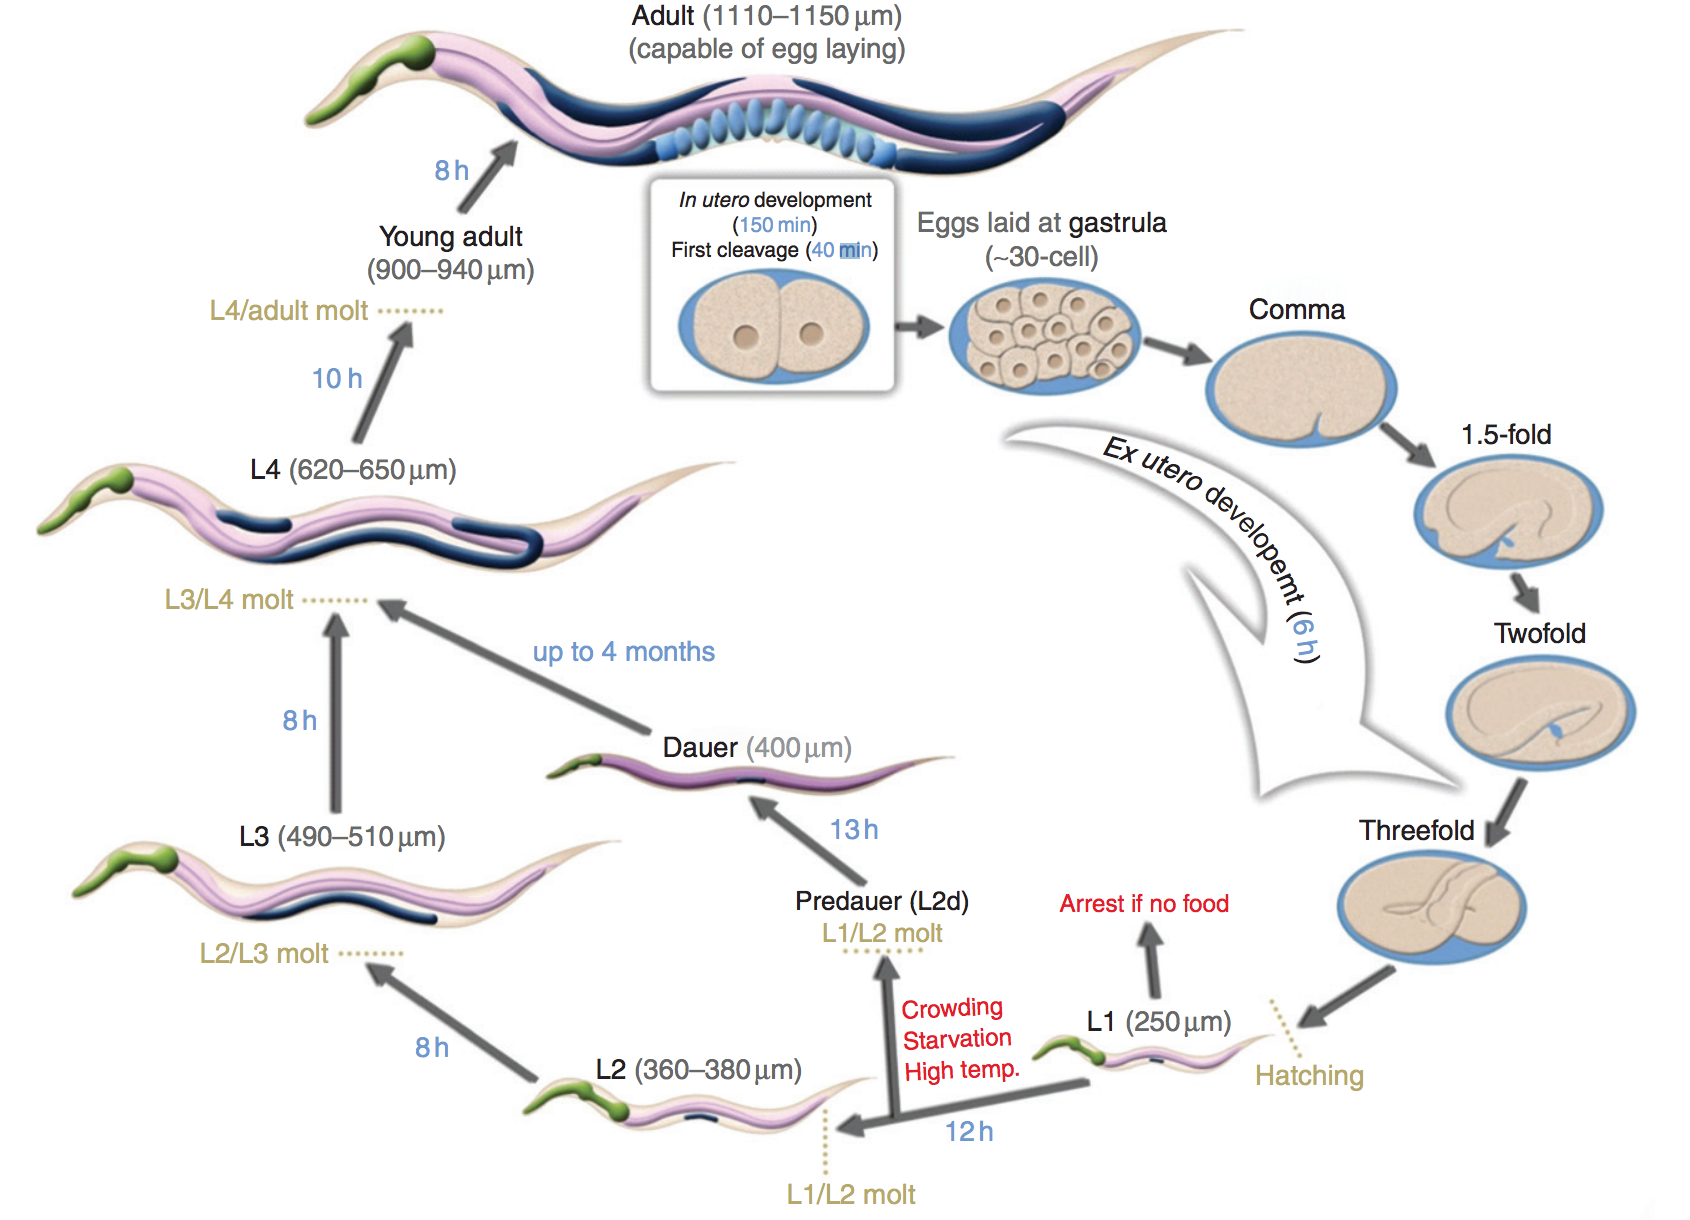 Adult (1110–1150 µm)
(capable of egg laying)
8 h
Young adult
(900–940 µm)
L4/adult molt
10 h
L4 (620–650 µm)
L3/L4 molt
up to 4 months
8 h
Dauer (400 µm)
13 h
L3 (490–510 µm)
L2/L3 molt
Predauer (L2d)
L1/L2 molt
Crowding
Starvation
High temp.
8 h
L2 (360–380 µm)
12 h
L1/L2 molt
Arrest if no food
L1 (250 µm)
Hatching
In utero development
(150 min)
First cleavage (40 min)
Eggs laid at gastrula
(~30-cell)
Comma
1.5-fold
Twofold
Threefold
Ex utero developemt (6 h)